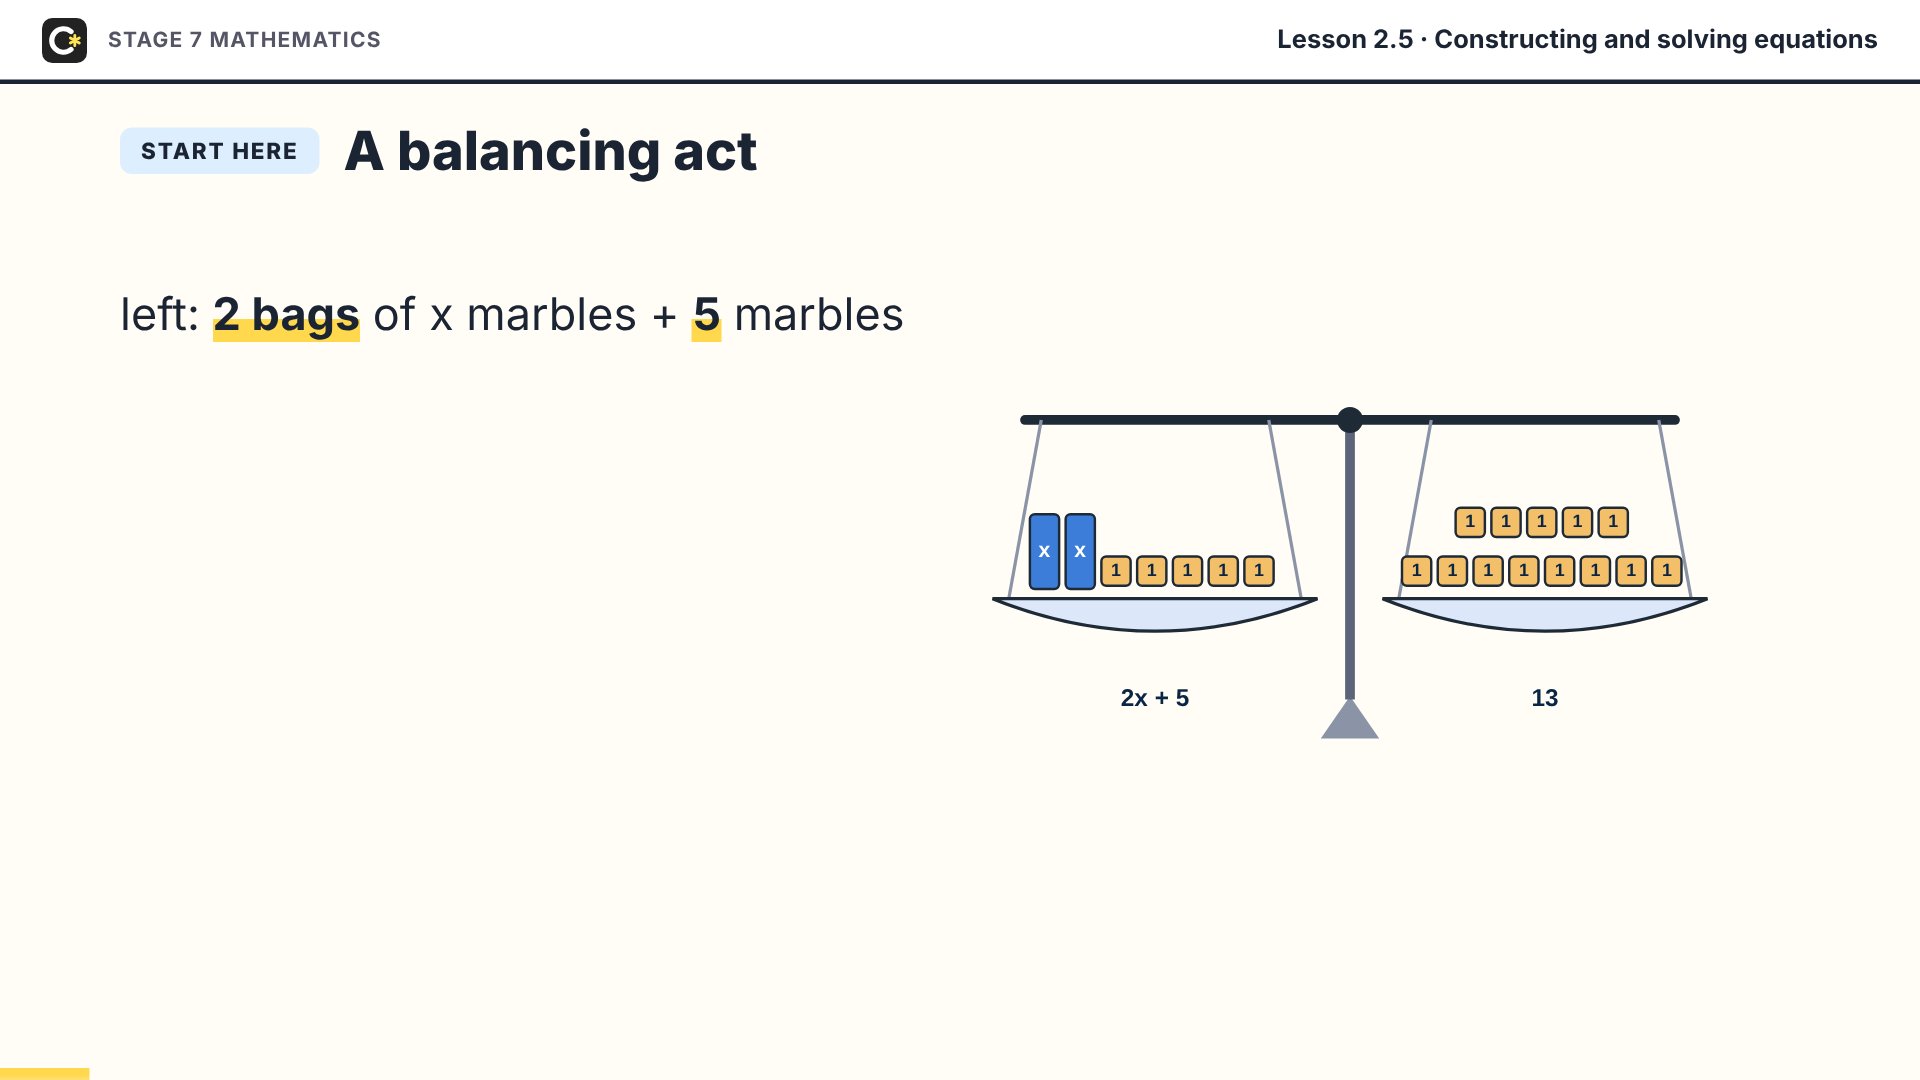 STAGE 7 MATHEMATICS
Lesson 2.5 · Constructing and solving equations
START HERE
A balancing act
left: 2 bags of x marbles + 5 marbles
1 1 1 1 1
x x 1 1 1 1 1
1 1 1 1 1 1 1 1
2x + 5
13